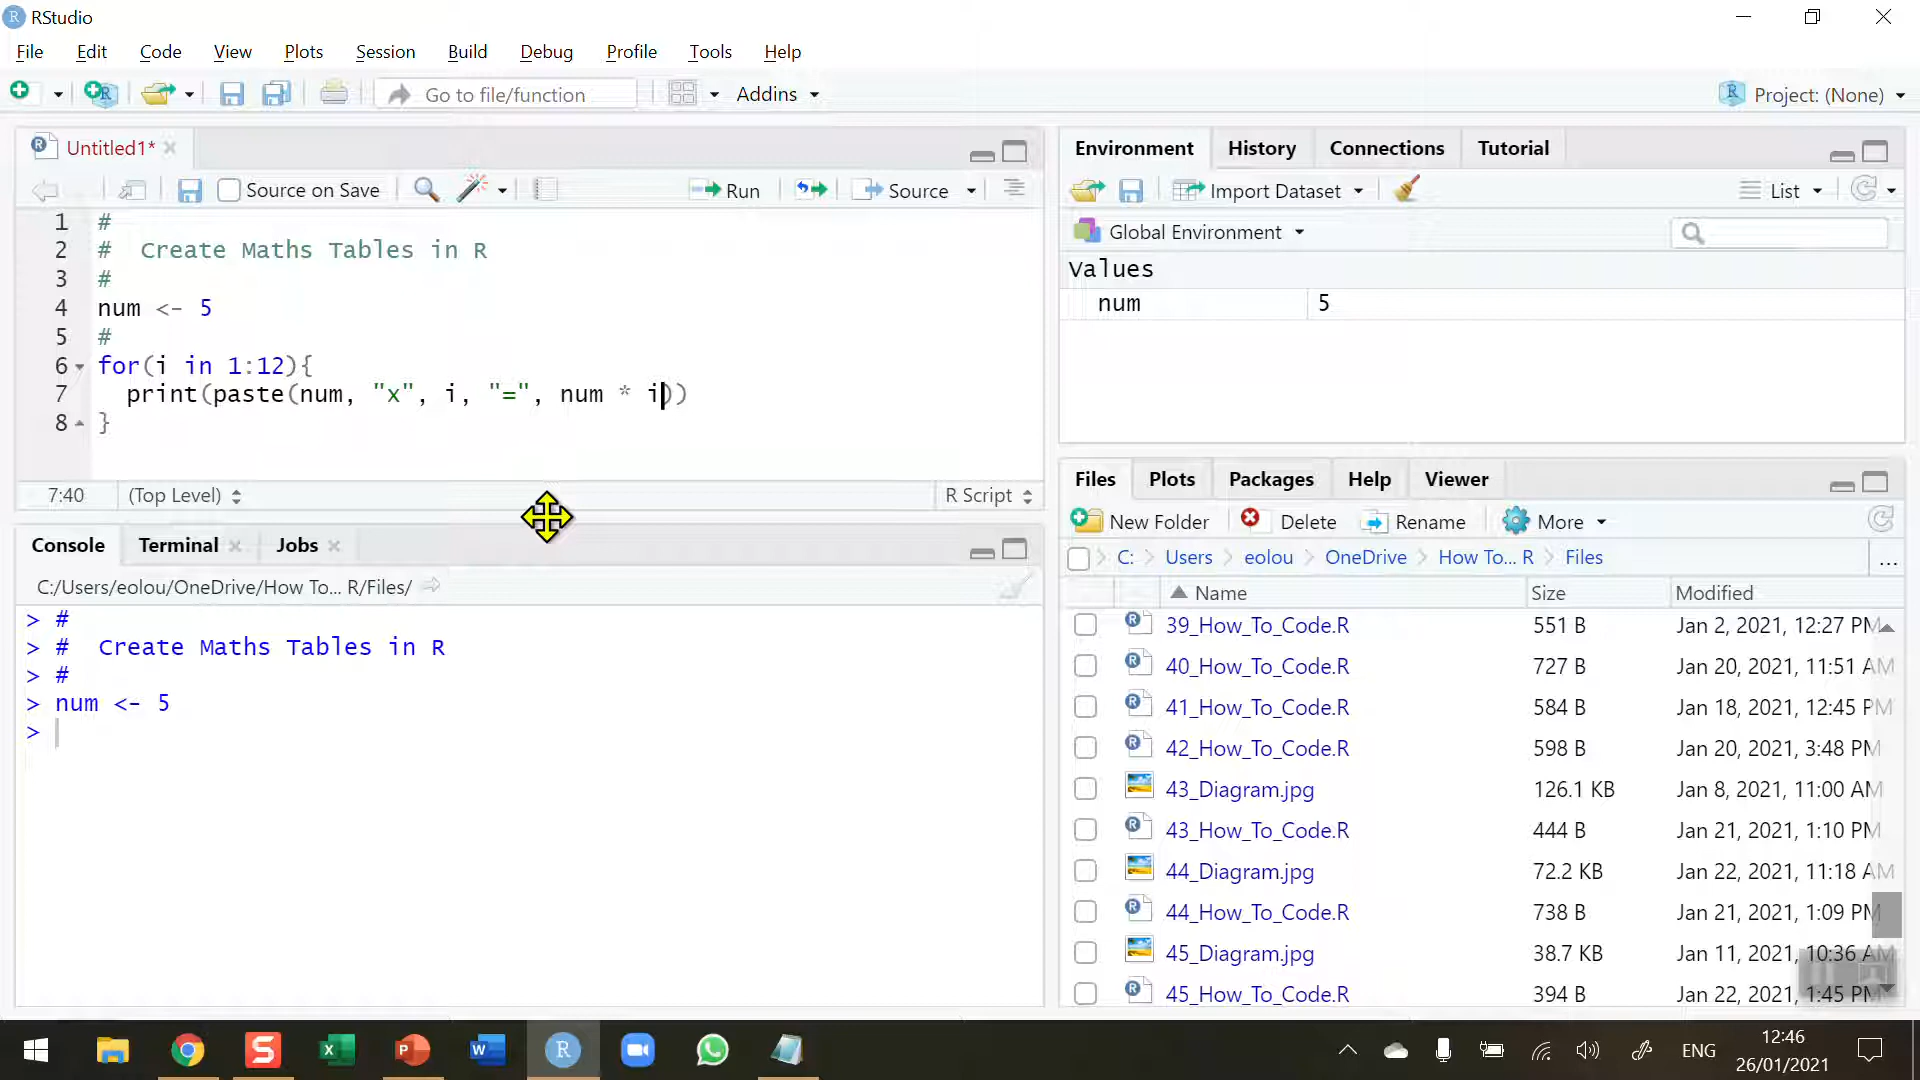 RStudio
File Edit Code View Plots Session Build Debug Profile Tools Help
Go to file/function Addins Project: (None)
Untitled1*
Source on Save Run Source
1 #
2 #  Create Maths Tables in R
3 #
4 num <- 5
5 #
6 for(i in 1:12){
7   print(paste(num, "x", i, "=", num * i))
8 }
7:40 (Top Level) R Script
Console Terminal Jobs
C:/Users/eolou/OneDrive/How To... R/Files/
> #
> #  Create Maths Tables in R
> #
> num <- 5
>
Environment History Connections Tutorial
Import Dataset List
Global Environment
Values
num 5
Files Plots Packages Help Viewer
New Folder Delete Rename More
C: Users eolou OneDrive How To... R Files ...
Name Size Modified
39_How_To_Code.R 551 B Jan 2, 2021, 12:27 PM
40_How_To_Code.R 727 B Jan 20, 2021, 11:51 AM
41_How_To_Code.R 584 B Jan 18, 2021, 12:45 PM
42_How_To_Code.R 598 B Jan 20, 2021, 3:48 PM
43_Diagram.jpg 126.1 KB Jan 8, 2021, 11:00 AM
43_How_To_Code.R 444 B Jan 21, 2021, 1:10 PM
44_Diagram.jpg 72.2 KB Jan 22, 2021, 11:18 AM
44_How_To_Code.R 738 B Jan 21, 2021, 1:09 PM
45_Diagram.jpg 38.7 KB Jan 11, 2021, 10:36 AM
45_How_To_Code.R 394 B Jan 22, 2021, 1:45 PM
ENG
12:46
26/01/2021